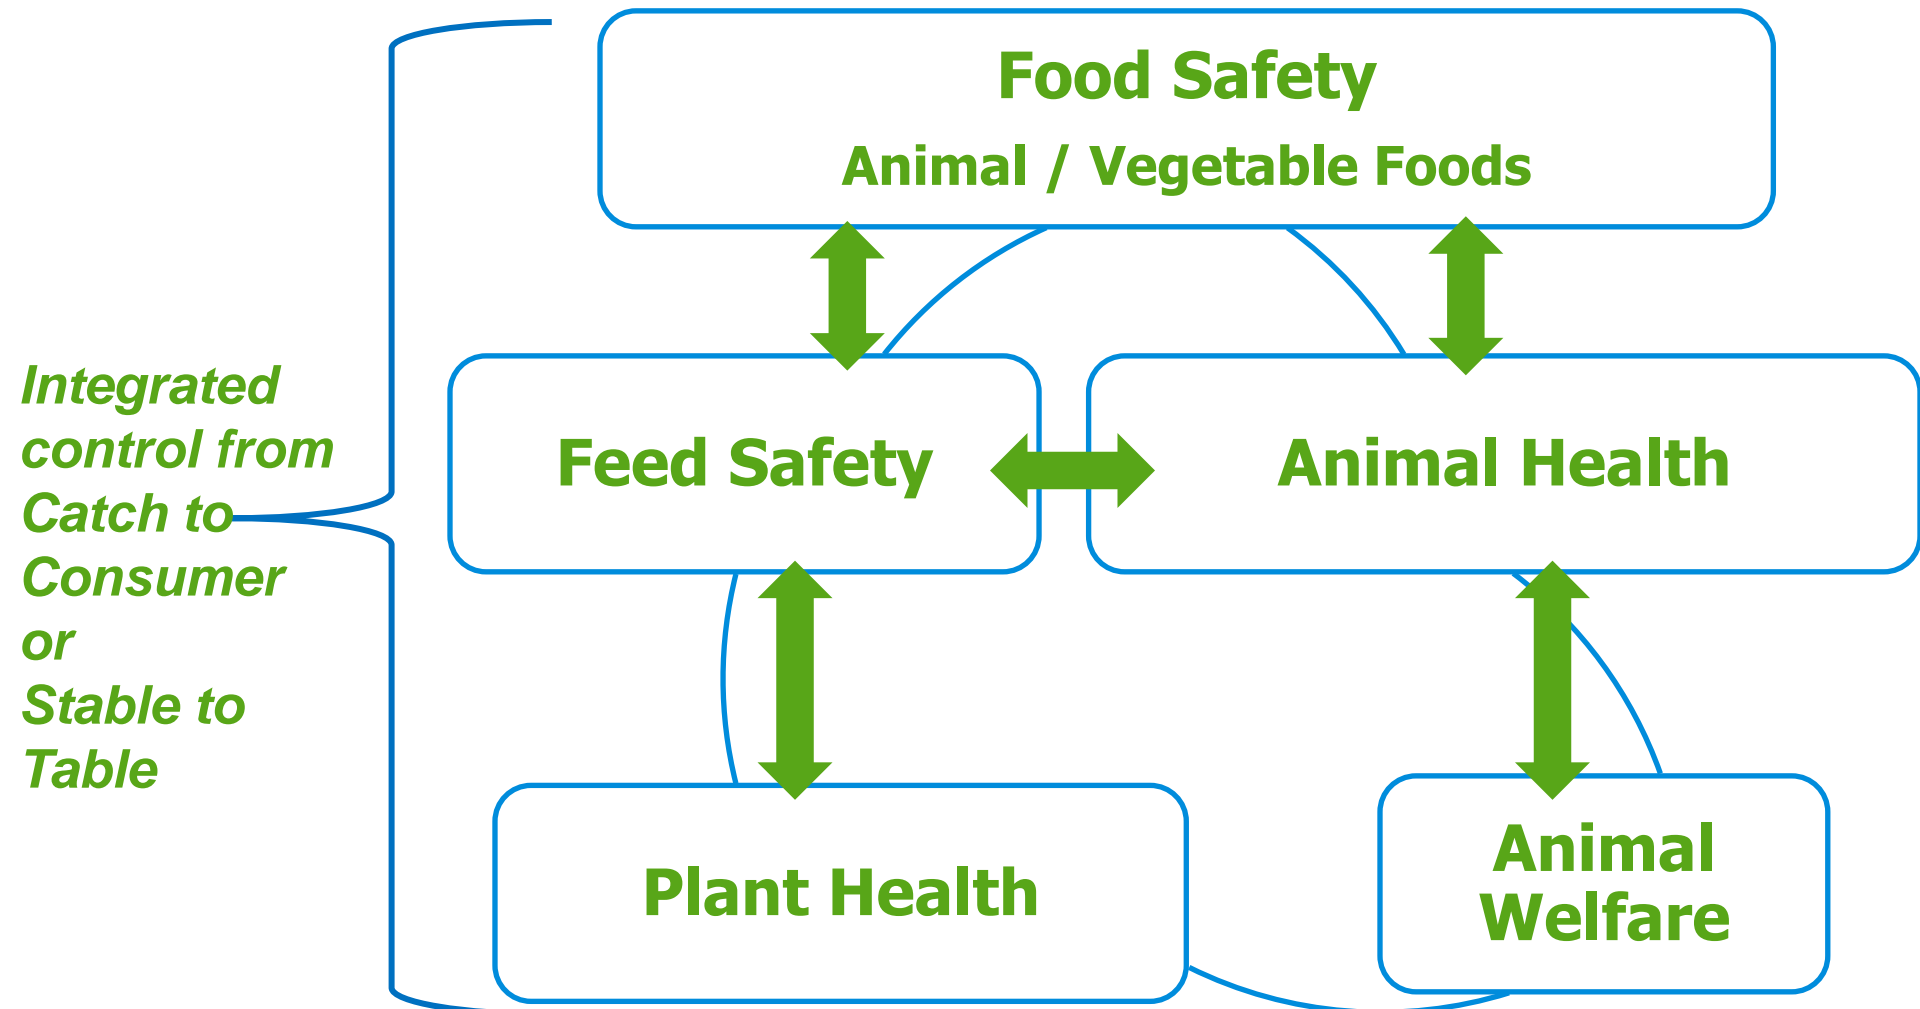 Food Safety
Animal / Vegetable Foods
Integrated
control from
Catch to
Consumer
or
Stable to
Table
Feed Safety
Animal Health
Plant Health
Animal
Welfare